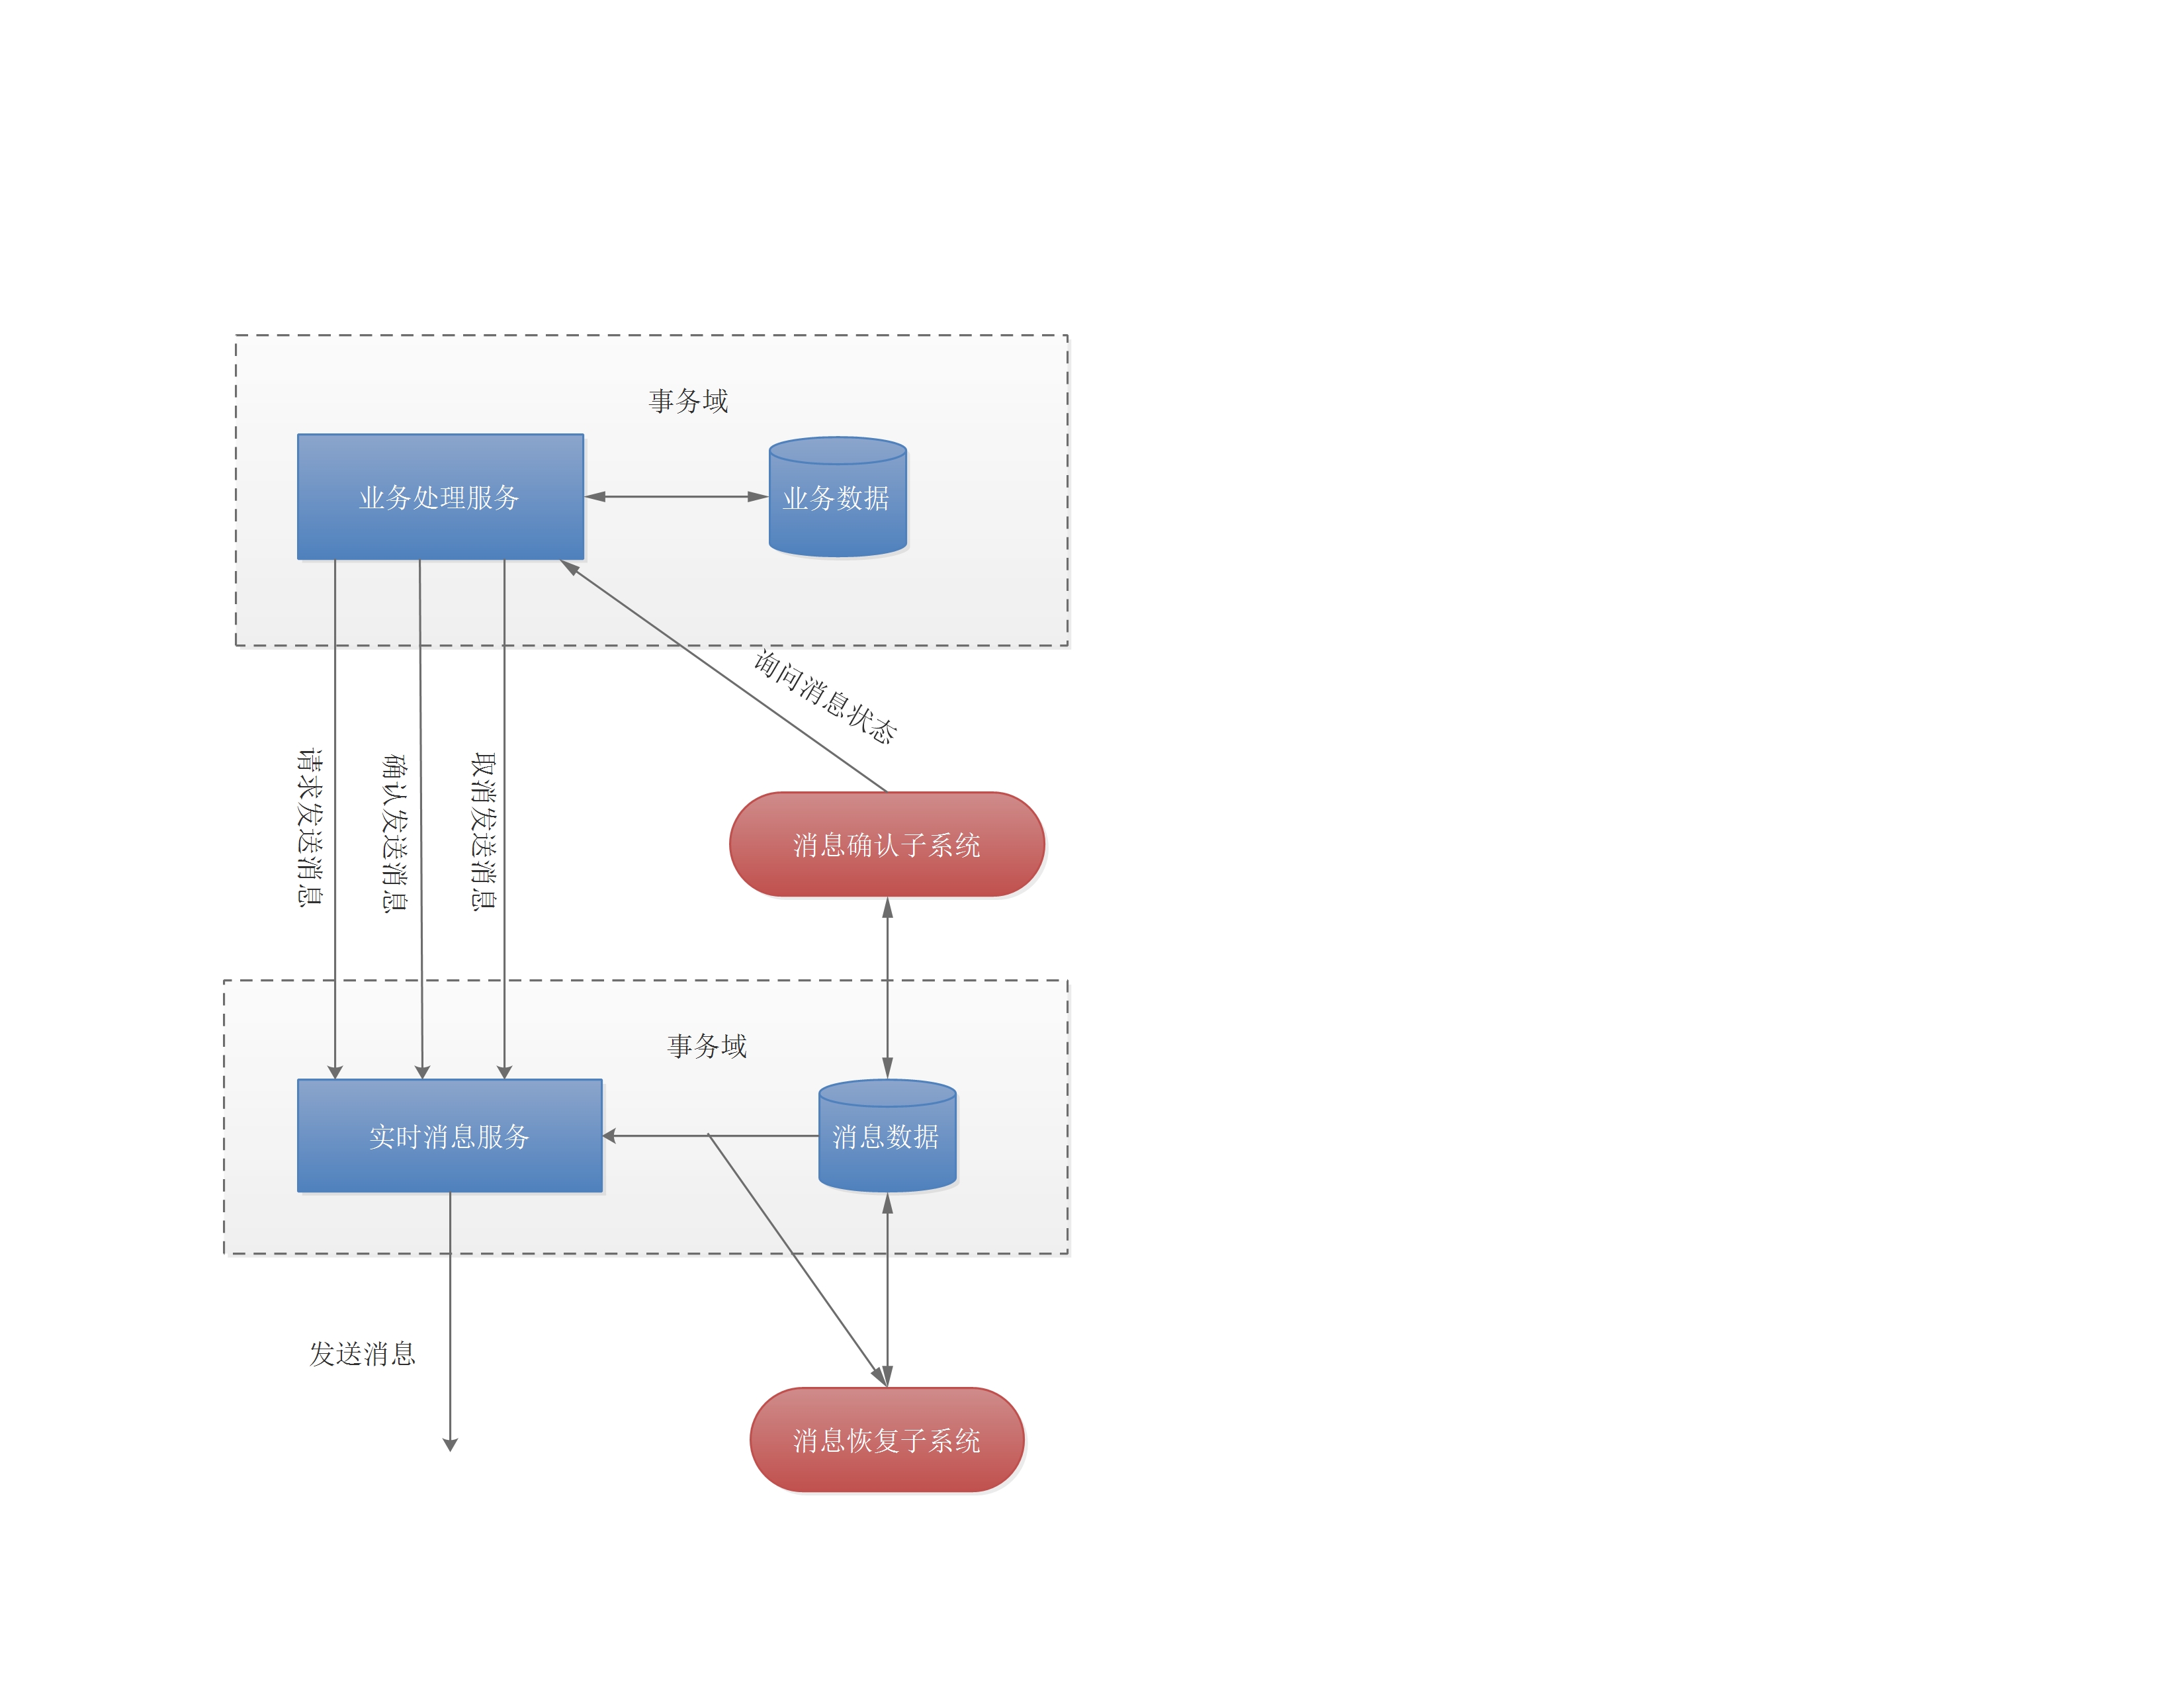 事务域
业务处理服务
业务数据
询问消息状态
请求发送消息
确认发送消息
取消发送消息
消息确认子系统
事务域
实时消息服务
消息数据
发送消息
消息恢复子系统